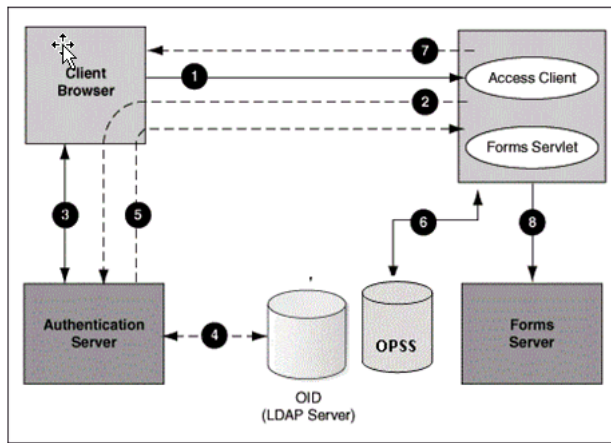 7
Client
Browser
1
Access Client
2
Forms Servlet
3
5
6
8
Authentication
Server
4
OPSS
Forms
Server
OID
(LDAP Server)